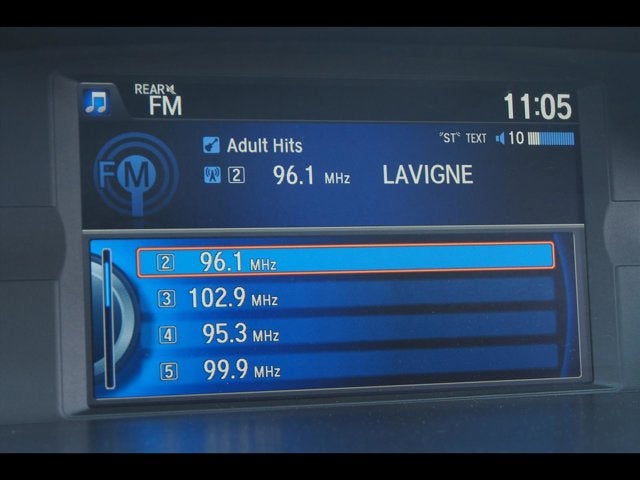 REAR
FM
11:05
Adult Hits
"ST" TEXT 10
2 96.1 MHz LAVIGNE
FM
2 96.1 MHz
3 102.9 MHz
4 95.3 MHz
5 99.9 MHz